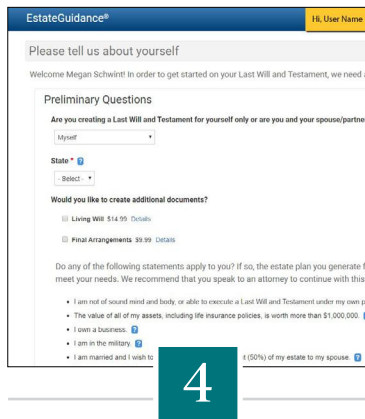 EstateGuidance®
Hi, User Name
Please tell us about yourself
Welcome Megan Schwint! In order to get started on your Last Will and Testament, we need
Preliminary Questions
Are you creating a Last Will and Testament for yourself only or are you and your spouse/partne
Myself
State * ?
- Select -
Would you like to create additional documents?
Living Will $14.99 Details
Final Arrangements $9.99 Details
Do any of the following statements apply to you? If so, the estate plan you generate
meet your needs. We recommend that you speak to an attorney to continue with this
• I am not of sound mind and body, or able to execute a Last Will and Testament under my own
• The value of all of my assets, including life insurance policies, is worth more than $1,000,000.
• I own a business. ?
• I am in the military. ?
• I am married and I wish to (50%) of my estate to my spouse. ?
4